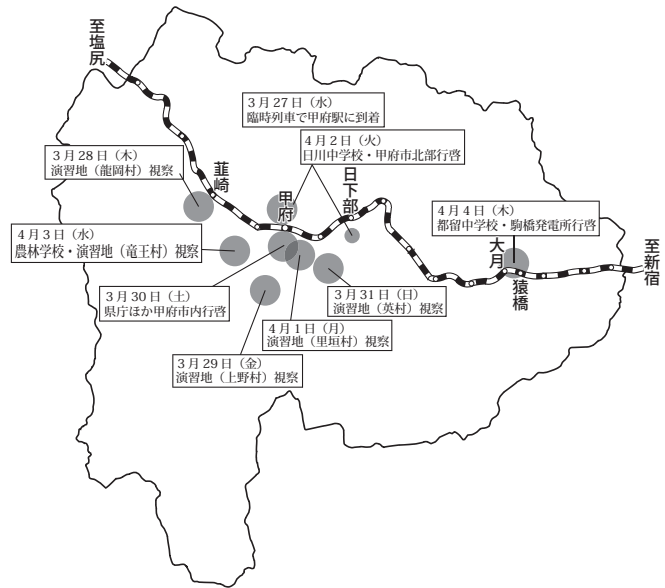 至塩尻
3月27日（水）
臨時列車で甲府駅に到着
4月2日（火）
日川中学校・甲府市北部行啓
3月28日（木）
演習地（龍岡村）視察
韮崎
甲府
日下部
4月4日（木）
都留中学校・駒橋発電所行啓
大月
猿橋
至新宿
4月3日（水）
農林学校・演習地（竜王村）視察
3月30日（土）
県庁ほか甲府市内行啓
3月31日（日）
演習地（英村）視察
4月1日（月）
演習地（里垣村）視察
3月29日（金）
演習地（上野村）視察